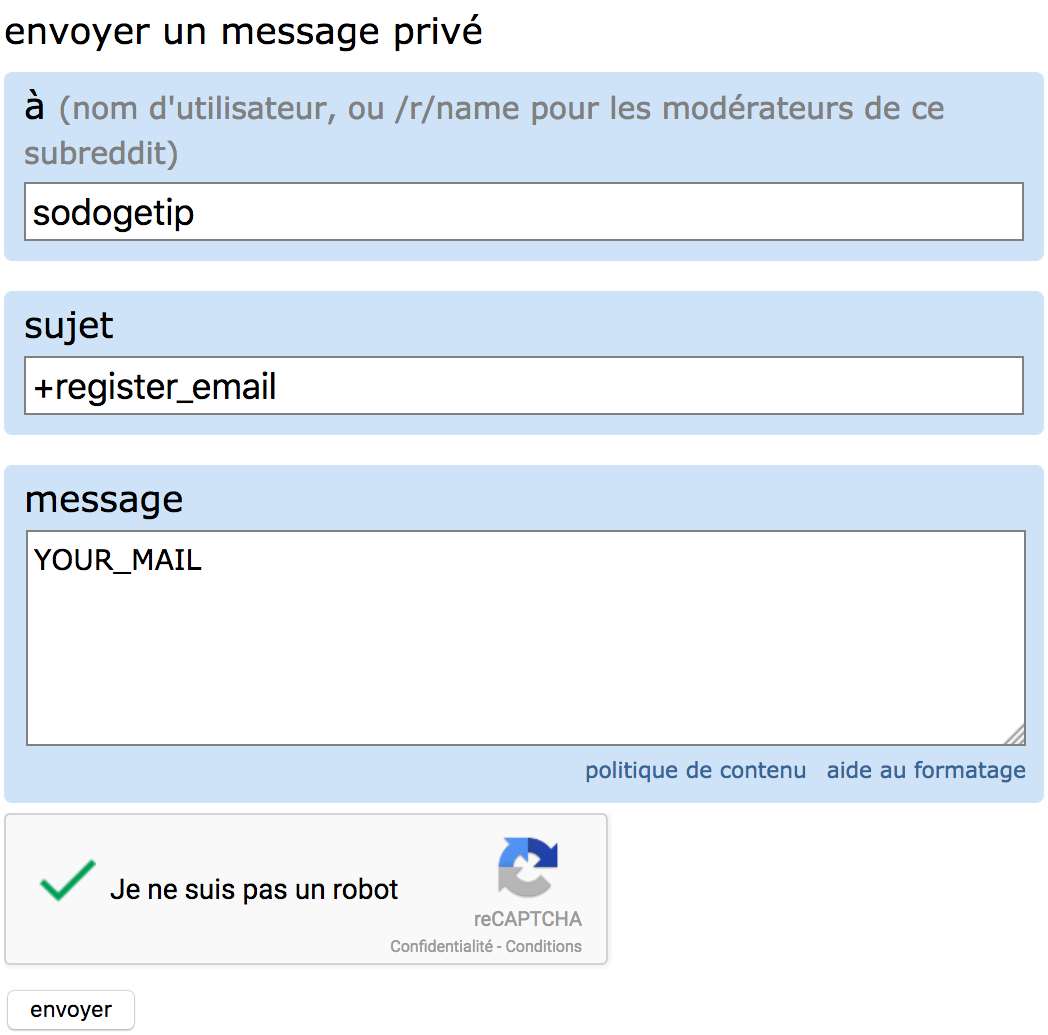 envoyer un message privé
à (nom d'utilisateur, ou /r/name pour les modérateurs de ce
subreddit)
sodogetip
sujet
+register_email
message
YOUR_MAIL
politique de contenu aide au formatage
Je ne suis pas un robot
reCAPTCHA
Confidentialité - Conditions
envoyer